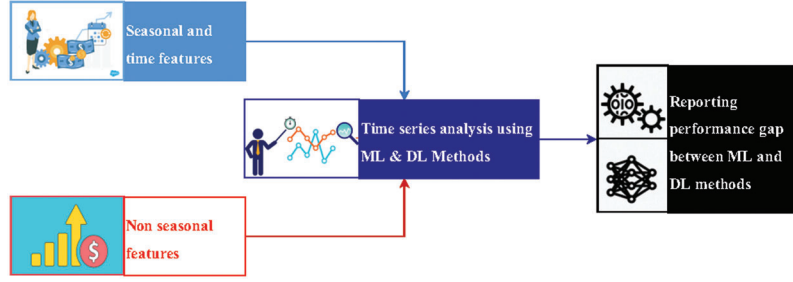 Seasonal and
time features
Time series analysis using
ML & DL Methods
Reporting
performance gap
between ML and
DL methods
Non seasonal
features